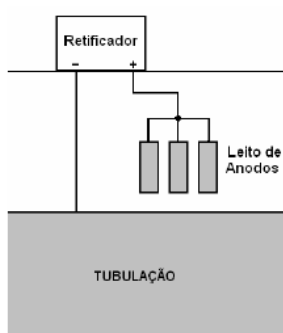 Retificador
– +
Leito de
Anodos
TUBULAÇÃO